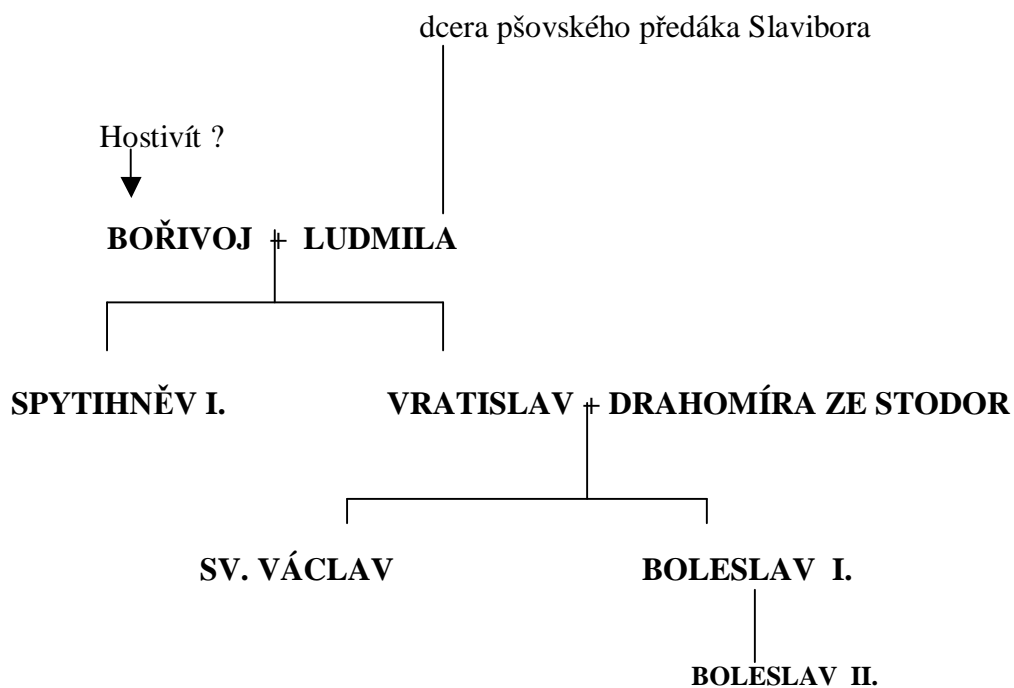 dcera pšovského předáka Slavibora
Hostivít ?
BOŘIVOJ + LUDMILA
SPYTIHNĚV I. VRATISLAV + DRAHOMÍRA ZE STODOR
SV. VÁCLAV BOLESLAV I.
BOLESLAV II.